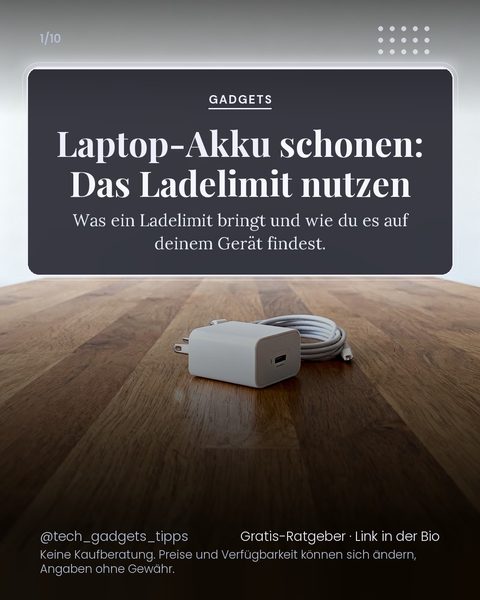 1/10
GADGETS
Laptop-Akku schonen:
Das Ladelimit nutzen
Was ein Ladelimit bringt und wie du es auf
deinem Gerät findest.
@tech_gadgets_tipps
Gratis-Ratgeber · Link in der Bio
Keine Kaufberatung. Preise und Verfügbarkeit können sich ändern,
Angaben ohne Gewähr.